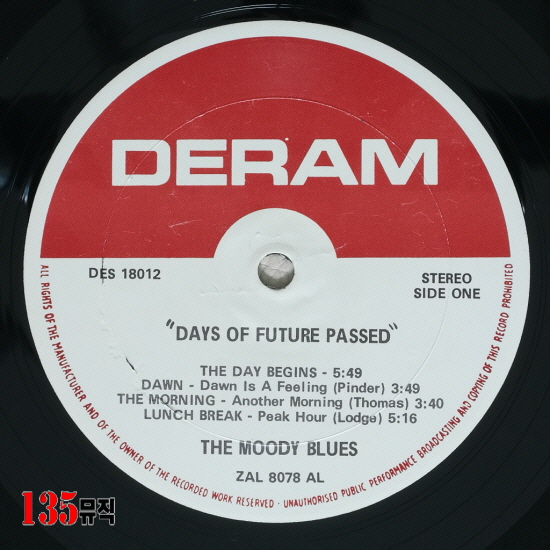 DERAM
DES 18012
STEREO
SIDE ONE
"DAYS OF FUTURE PASSED"
THE DAY BEGINS - 5:49
DAWN - Dawn Is A Feeling (Pinder) 3:49
THE MORNING - Another Morning (Thomas) 3:40
LUNCH BREAK - Peak Hour (Lodge) 5:16
THE MOODY BLUES
ZAL 8078 AL
ALL RIGHTS OF THE MANUFACTURER AND OF THE OWNER OF THE RECORDED WORK RESERVED · UNAUTHORISED PUBLIC PERFORMANCE BROADCASTING AND COPYING OF THIS RECORD PROHIBITED
135뮤직